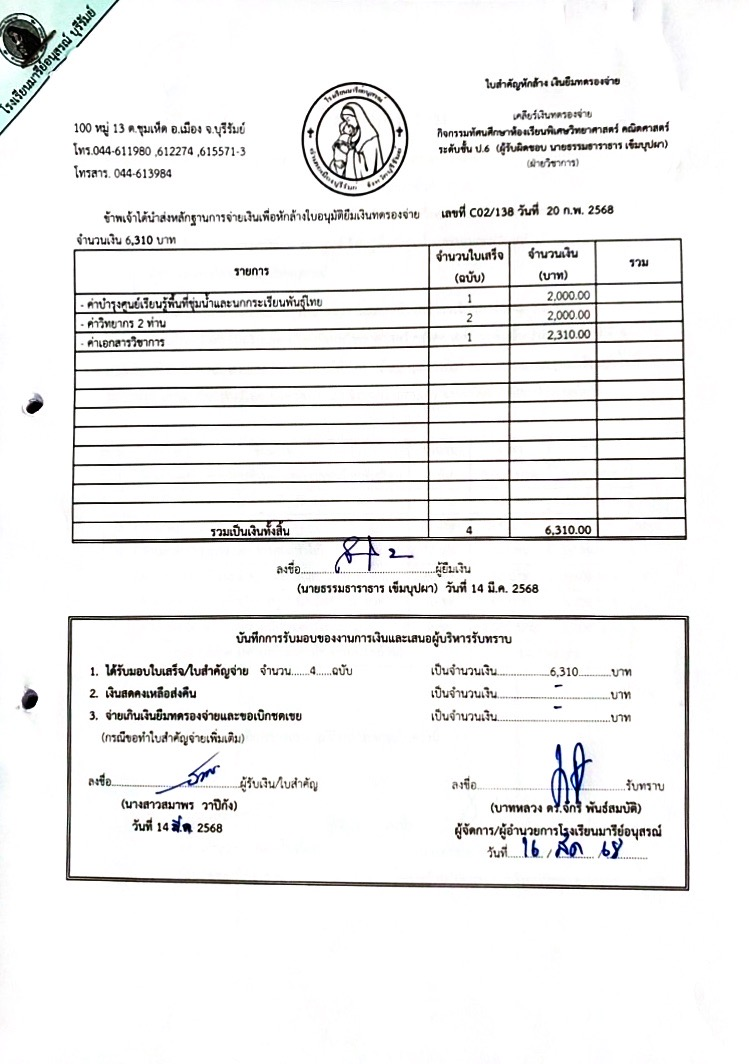 โรงเรียนมารีย์อนุสรณ์ บุรีรัมย์
ใบสำคัญหักล้าง เงินยืมทดรองจ่าย
เคลียร์เงินทดรองจ่าย
กิจกรรมทัศนศึกษาห้องเรียนพิเศษวิทยาศาสตร์ คณิตศาสตร์
ระดับชั้น ป.6 (ผู้รับผิดชอบ นายธรรมธาราธาร เข็มบุปผา)
(ฝ่ายวิชาการ)
โรงเรียนมารีย์อนุสรณ์
100 หมู่ 13 ต.ชุมเห็ด อ.เมือง จ.บุรีรัมย์
โทร.044-611980 ,612274 ,615571-3
โทรสาร. 044-613984
ข้าพเจ้าได้นำส่งหลักฐานการจ่ายเงินเพื่อหักล้างใบอนุมัติยืมเงินทดรองจ่าย เลขที่ C02/138 วันที่ 20 ก.พ. 2568
จำนวนเงิน 6,310 บาท
รายการ จำนวนใบเสร็จ (ฉบับ) จำนวนเงิน (บาท) รวม
- ค่าบำรุงศูนย์เรียนรู้พื้นที่ชุ่มน้ำและนกกระเรียนพันธุ์ไทย 1 2,000.00
- ค่าวิทยากร 2 ท่าน 2 2,000.00
- ค่าเอกสารวิชาการ 1 2,310.00
รวมเป็นเงินทั้งสิ้น 4 6,310.00
ลงชื่อ..............................ผู้ยืมเงิน
(นายธรรมธาราธาร เข็มบุปผา) วันที่ 14 มี.ค. 2568
บันทึกการรับมอบของงานการเงินและเสนอผู้บริหารรับทราบ
1. ได้รับมอบใบเสร็จ/ใบสำคัญจ่าย จำนวน......4......ฉบับ เป็นจำนวนเงิน..................6,310...........บาท
2. เงินสดคงเหลือส่งคืน เป็นจำนวนเงิน..........-..........บาท
3. จ่ายเกินเงินยืมทดรองจ่ายและขอเบิกชดเชย เป็นจำนวนเงิน..........-..........บาท
(กรณีขอทำใบสำคัญจ่ายเพิ่มเติม)
ลงชื่อ..............................ผู้รับเงิน/ใบสำคัญ
(นางสาวสมาพร วาปีกัง)
วันที่ 14 มี.ค. 2568
ลงชื่อ..............................รับทราบ
(บาทหลวง ดร.จักรี พันธ์สมบัติ)
ผู้จัดการ/ผู้อำนวยการโรงเรียนมารีย์อนุสรณ์
วันที่ 16 / มีค / 68